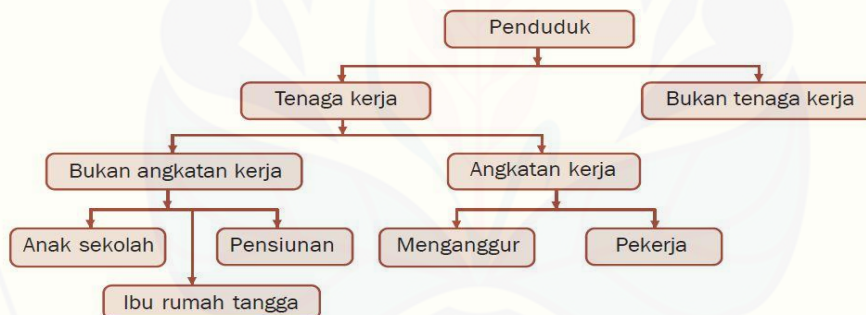 Penduduk
Tenaga kerja
Bukan tenaga kerja
Bukan angkatan kerja
Angkatan kerja
Anak sekolah
Pensiunan
Menganggur
Pekerja
Ibu rumah tangga